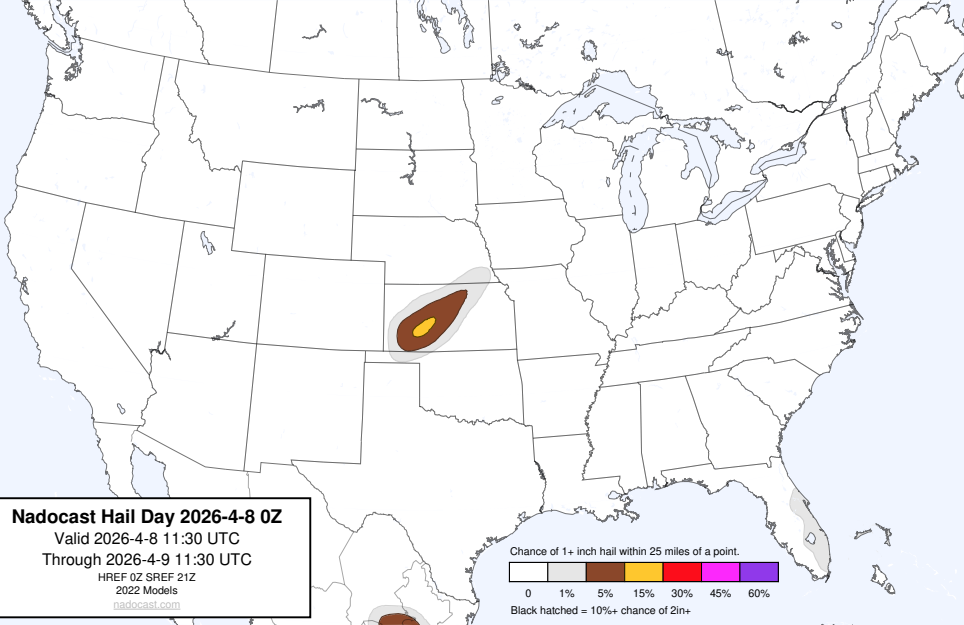 Nadocast Hail Day 2026-4-8 0Z
Valid 2026-4-8 11:30 UTC
Through 2026-4-9 11:30 UTC
HREF 0Z SREF 21Z
2022 Models
nadocast.com
Chance of 1+ inch hail within 25 miles of a point.
0 1% 5% 15% 30% 45% 60%
Black hatched = 10%+ chance of 2in+